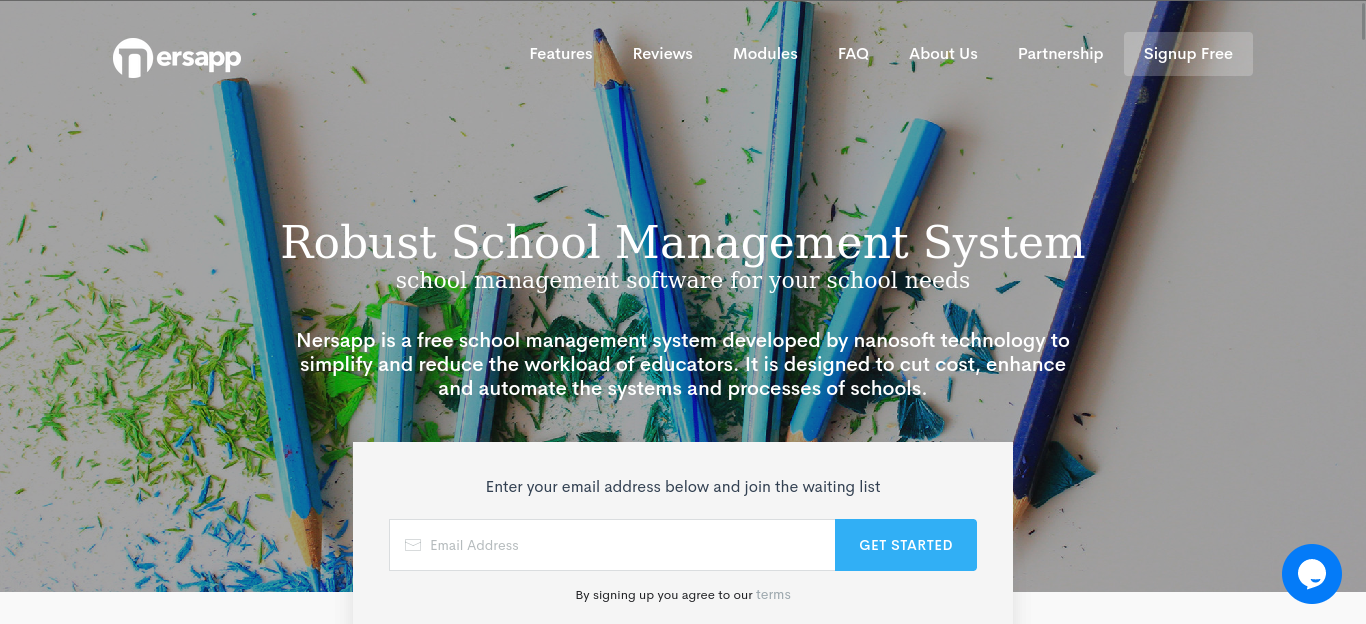 nersapp
Features
Reviews
Modules
FAQ
About Us
Partnership
Signup Free
Robust School Management System
school management software for your school needs
Nersapp is a free school management system developed by nanosoft technology to
simplify and reduce the workload of educators. It is designed to cut cost, enhance
and automate the systems and processes of schools.
Enter your email address below and join the waiting list
Email Address
GET STARTED
By signing up you agree to our terms